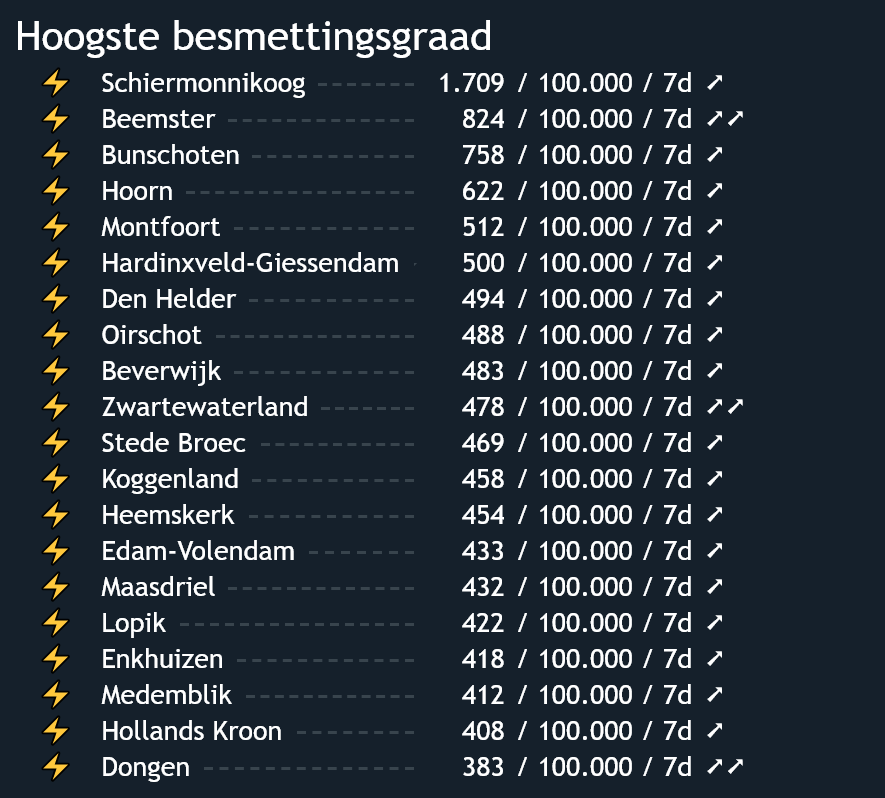 Hoogste besmettingsgraad
⚡ Schiermonnikoog 1.709 / 100.000 / 7d ➚
⚡ Beemster 824 / 100.000 / 7d ➚➚
⚡ Bunschoten 758 / 100.000 / 7d ➚
⚡ Hoorn 622 / 100.000 / 7d ➚
⚡ Montfoort 512 / 100.000 / 7d ➚
⚡ Hardinxveld-Giessendam 500 / 100.000 / 7d ➚
⚡ Den Helder 494 / 100.000 / 7d ➚
⚡ Oirschot 488 / 100.000 / 7d ➚
⚡ Beverwijk 483 / 100.000 / 7d ➚
⚡ Zwartewaterland 478 / 100.000 / 7d ➚➚
⚡ Stede Broec 469 / 100.000 / 7d ➚
⚡ Koggenland 458 / 100.000 / 7d ➚
⚡ Heemskerk 454 / 100.000 / 7d ➚
⚡ Edam-Volendam 433 / 100.000 / 7d ➚
⚡ Maasdriel 432 / 100.000 / 7d ➚
⚡ Lopik 422 / 100.000 / 7d ➚
⚡ Enkhuizen 418 / 100.000 / 7d ➚
⚡ Medemblik 412 / 100.000 / 7d ➚
⚡ Hollands Kroon 408 / 100.000 / 7d ➚
⚡ Dongen 383 / 100.000 / 7d ➚➚